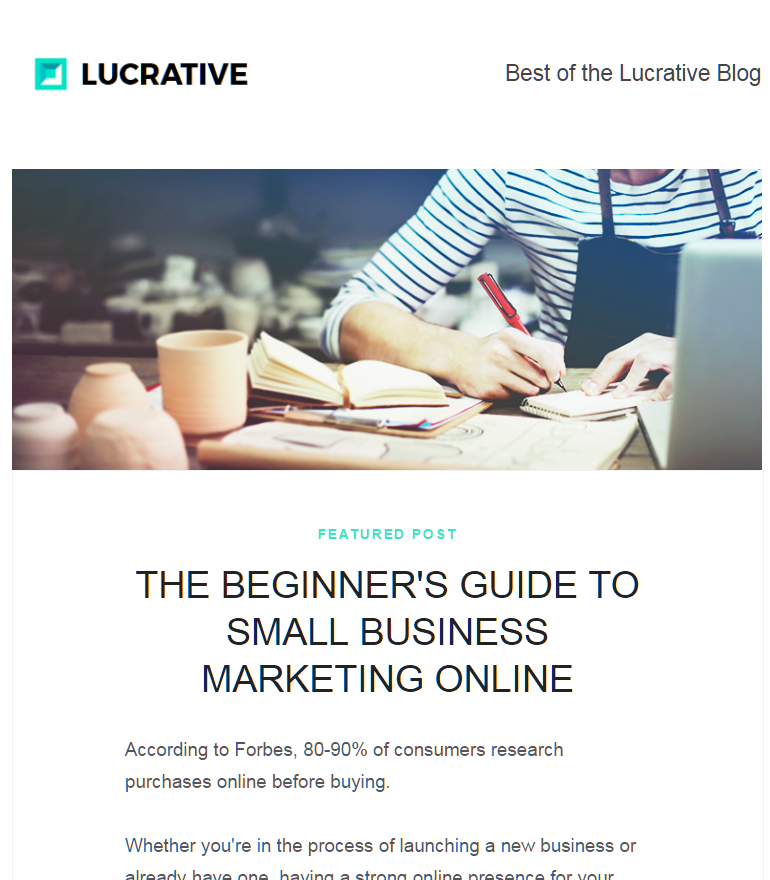 LUCRATIVE
Best of the Lucrative Blog
FEATURED POST
THE BEGINNER'S GUIDE TO
SMALL BUSINESS
MARKETING ONLINE
According to Forbes, 80-90% of consumers research
purchases online before buying.
Whether you're in the process of launching a new business or
already have one, having a strong online presence for your